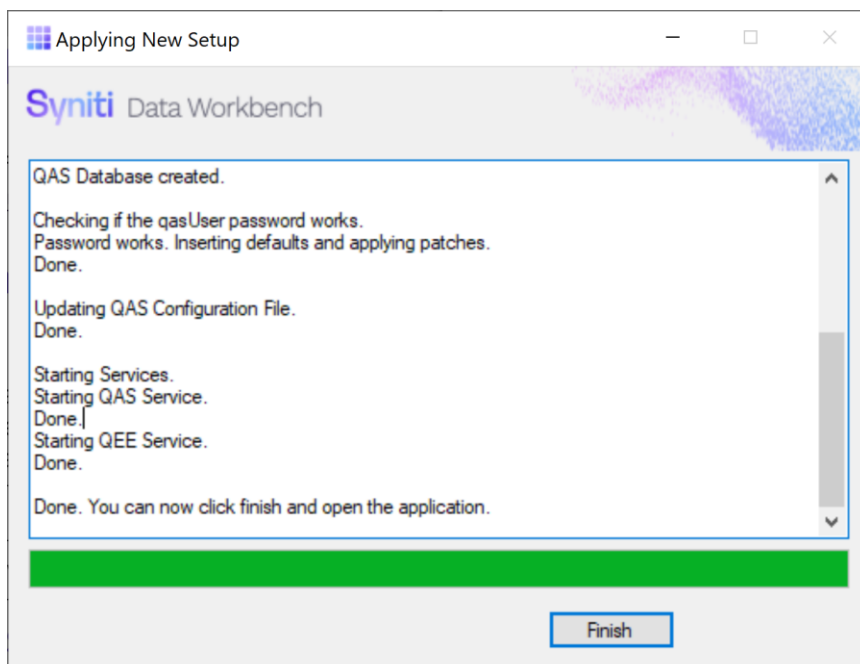 Applying New Setup
Syniti Data Workbench
QAS Database created.
Checking if the qasUser password works.
Password works. Inserting defaults and applying patches.
Done.
Updating QAS Configuration File.
Done.
Starting Services.
Starting QAS Service.
Done.
Starting QEE Service.
Done.
Done. You can now click finish and open the application.
Finish